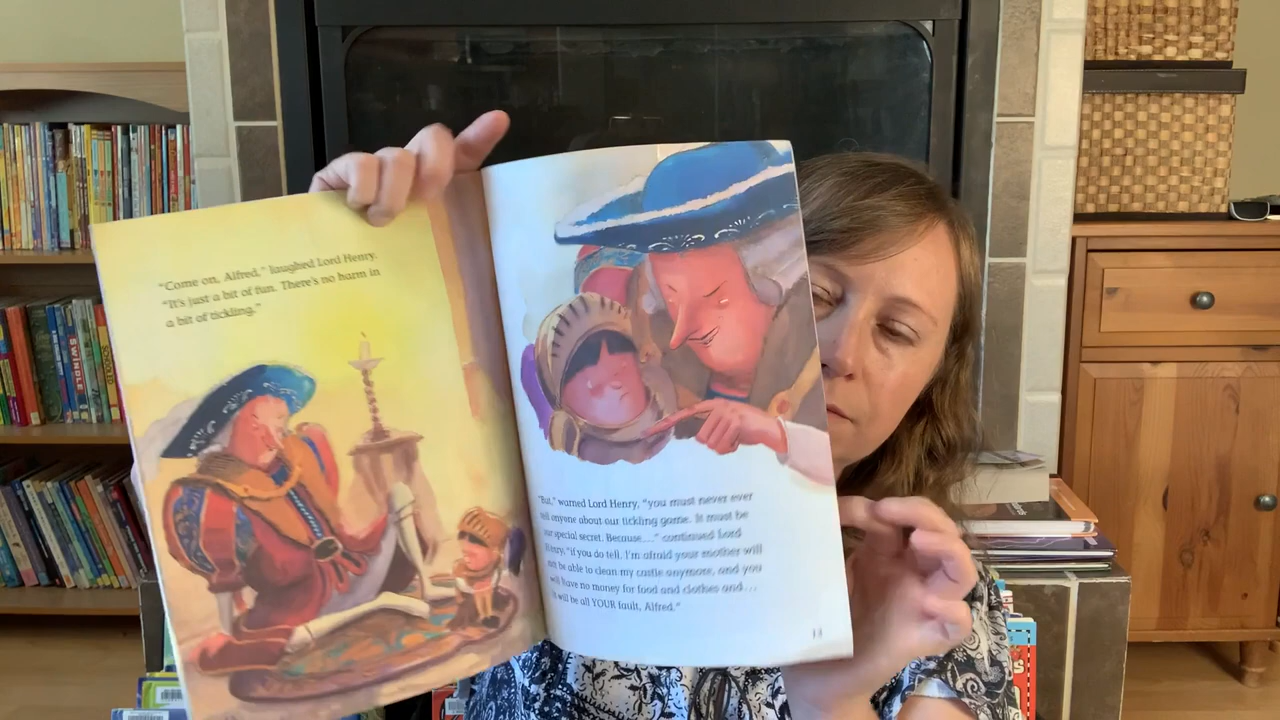 "Come on, Alfred," laughed Lord Henry.
"It's just a bit of fun. There's no harm in
a bit of tickling."
"But," warned Lord Henry, "you must never ever
tell anyone about our tickling game. It must be
our special secret. Because...." continued Lord
Henry, "if you do tell, I'm afraid your mother will
not be able to clean my castle anymore, and you
will have no money for food and clothes and...
it will be all YOUR fault, Alfred."
SWINDLE